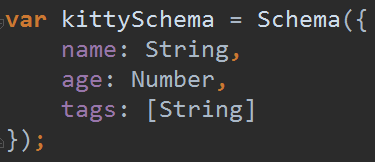 var kittySchema = Schema({
    name: String,
    age: Number,
    tags: [String]
});